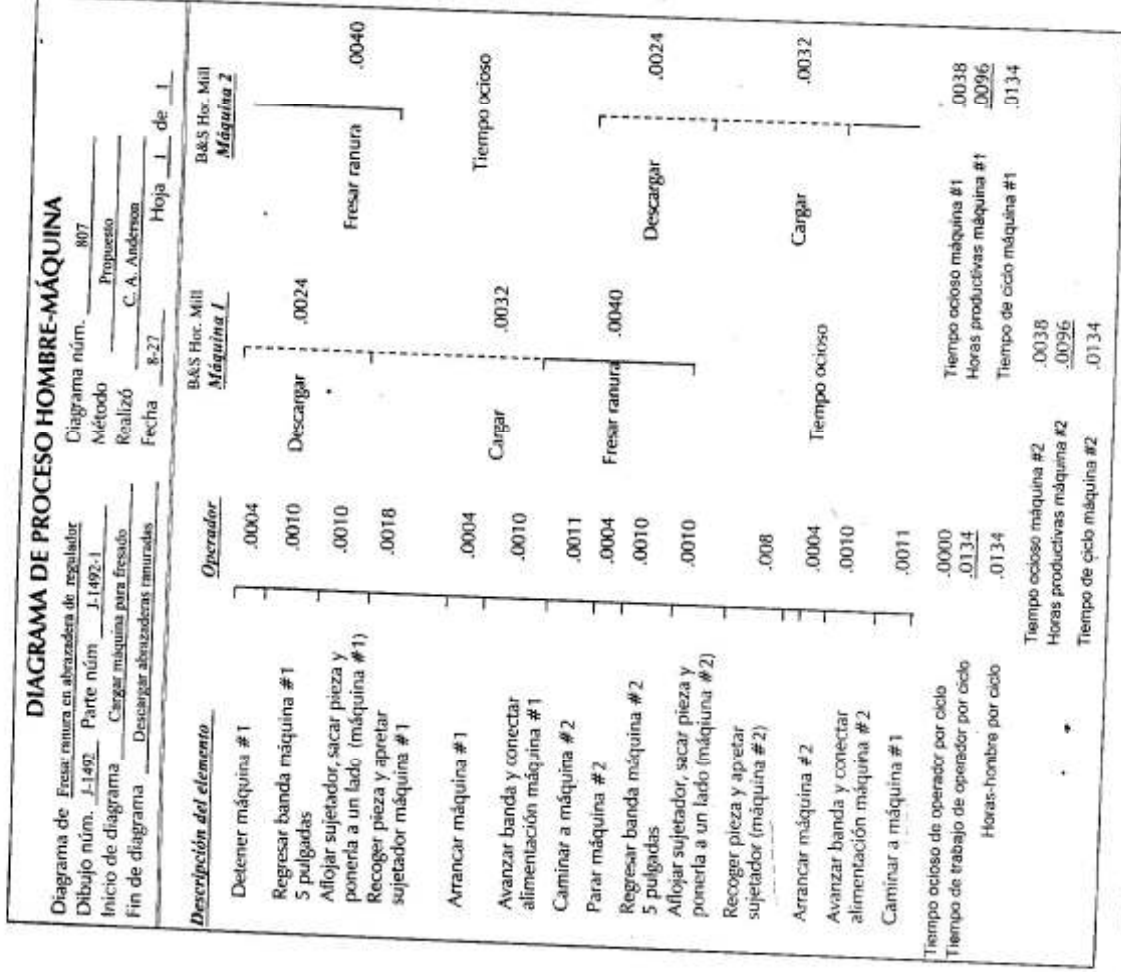 DIAGRAMA DE PROCESO HOMBRE-MÁQUINA
Diagrama de Fresar ranura en abrazadera de regulador
Diagrama núm. 807
Dibujo núm. J-1492 Parte núm J-1492-1
Método Propuesto
Inicio de diagrama Cargar máquina para fresado
Realizó C. A. Anderson
Fin de diagrama Descargar abrazaderas ranuradas
Fecha 8-27 Hoja 1 de 1
Descripción del elemento
Operador
B&S Hor. Mill
Máquina 1
B&S Hor. Mill
Máquina 2
Detener máquina #1
.0004
Regresar banda máquina #1
5 pulgadas
.0010
Aflojar sujetador, sacar pieza y
ponerla a un lado (máquina #1)
.0010
Recoger pieza y apretar
sujetador máquina #1
.0018
Arrancar máquina #1
.0004
Avanzar banda y conectar
alimentación máquina #1
.0010
Caminar a máquina #2
.0011
Parar máquina #2
.0004
Regresar banda máquina #2
5 pulgadas
.0010
Aflojar sujetador, sacar pieza y
ponerla a un lado (máqiuna #2)
.0010
Recoger pieza y apretar
sujetador (máquina #2)
.008
Arrancar máquina #2
.0004
Avanzar banda y conectar
alimentación máquina #2
.0010
Caminar a máquina #1
.0011
Descargar
.0024
Cargar
.0032
Fresar ranura
.0040
Tiempo ocioso
Fresar ranura
.0040
Tiempo ocioso
Descargar
.0024
Cargar
.0032
Tiempo ocioso de operador por ciclo .0000
Tiempo de trabajo de operador por ciclo .0134
Horas-hombre por ciclo .0134
Tiempo ocioso máquina #1 .0038
Horas productivas máquina #1 .0096
Tiempo de ciclo máquina #1 .0134
Tiempo ocioso máquina #2 .0038
Horas productivas máquina #2 .0096
Tiempo de ciclo máquina #2 .0134